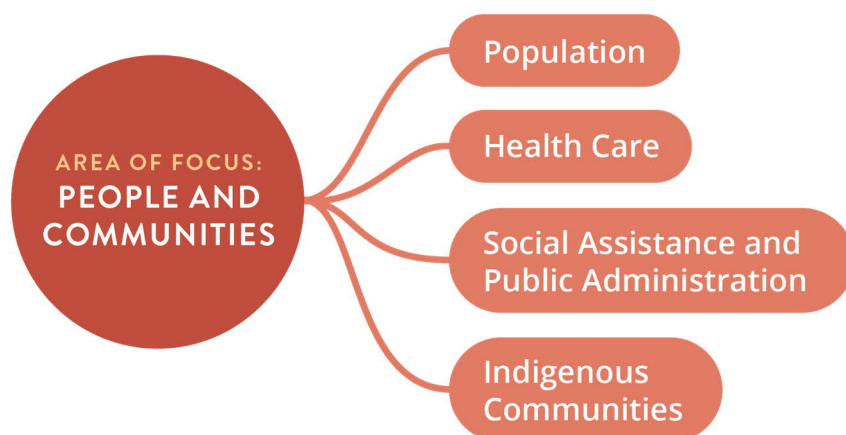 AREA OF FOCUS:
PEOPLE AND
COMMUNITIES
Population
Health Care
Social Assistance and
Public Administration
Indigenous
Communities